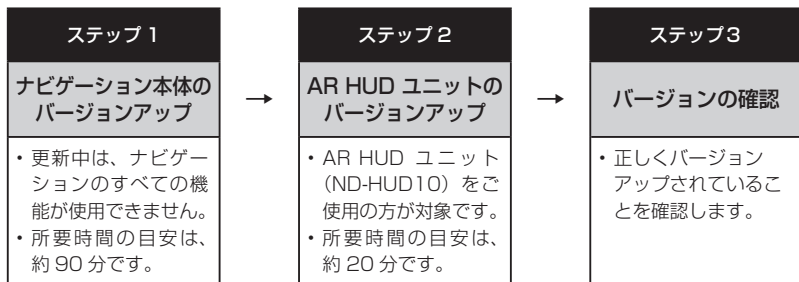 ステップ 1
ナビゲーション本体の
バージョンアップ
・更新中は、ナビゲー
ションのすべての機
能が使用できません。
・所要時間の目安は、
約 90 分です。
→
ステップ 2
AR HUD ユニットの
バージョンアップ
・AR HUD ユニット
（ND-HUD10）をご
使用の方が対象です。
・所要時間の目安は、
約 20 分です。
→
ステップ3
バージョンの確認
・正しくバージョン
アップされているこ
とを確認します。